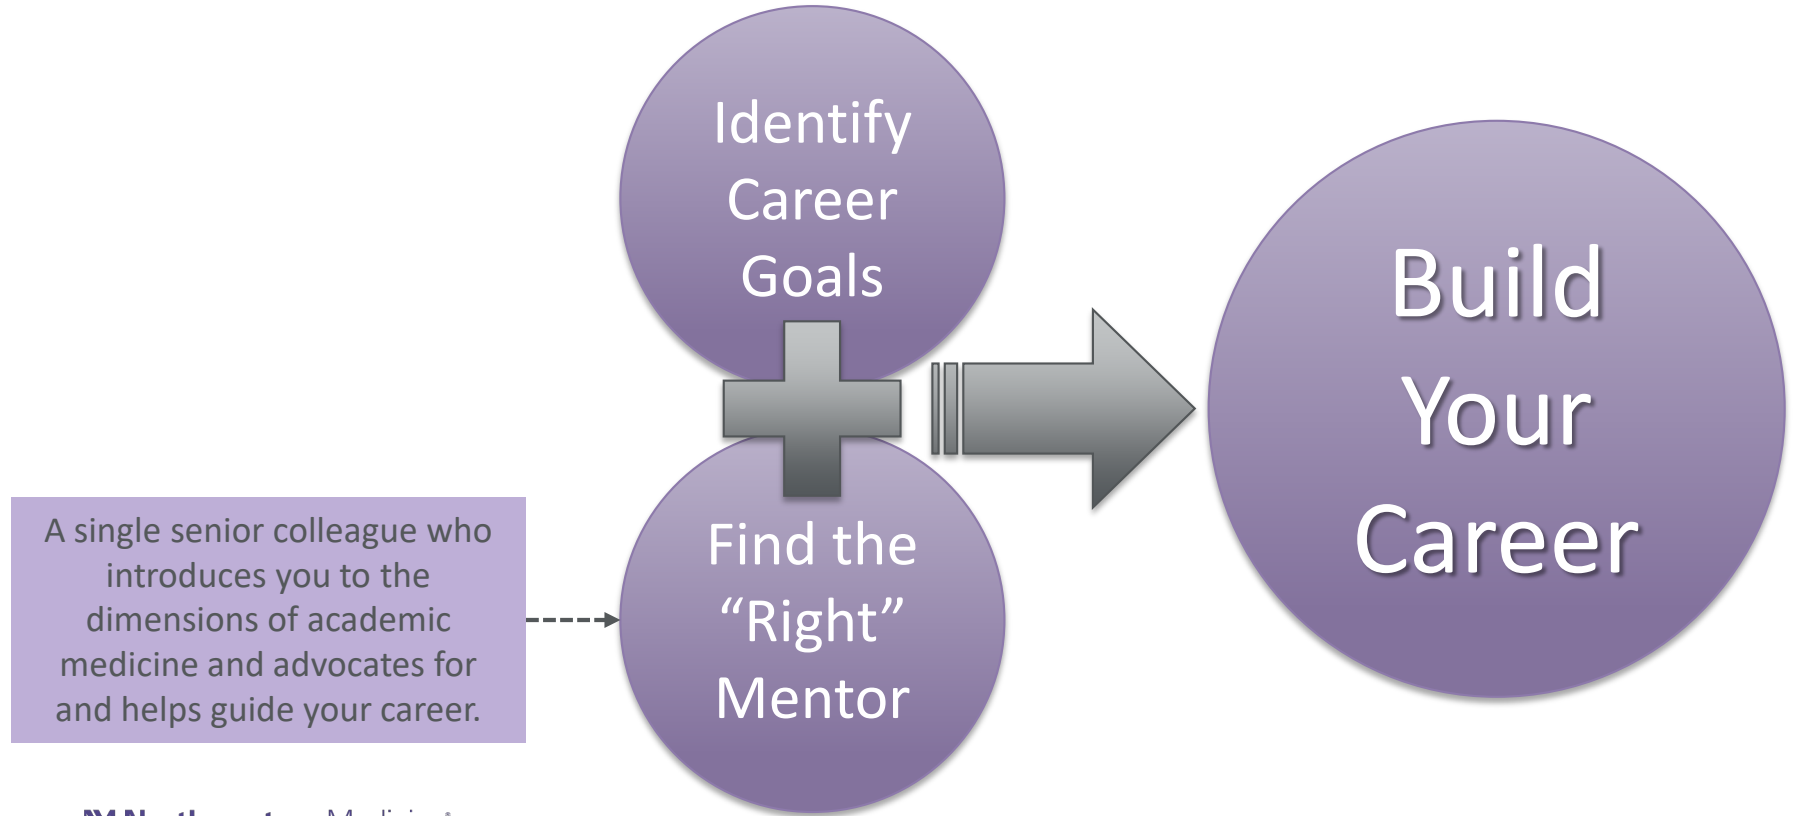 Identify
Career
Goals
Build
Your
Career
A single senior colleague who
introduces you to the
dimensions of academic
medicine and advocates for
and helps guide your career.
Find the
“Right”
Mentor